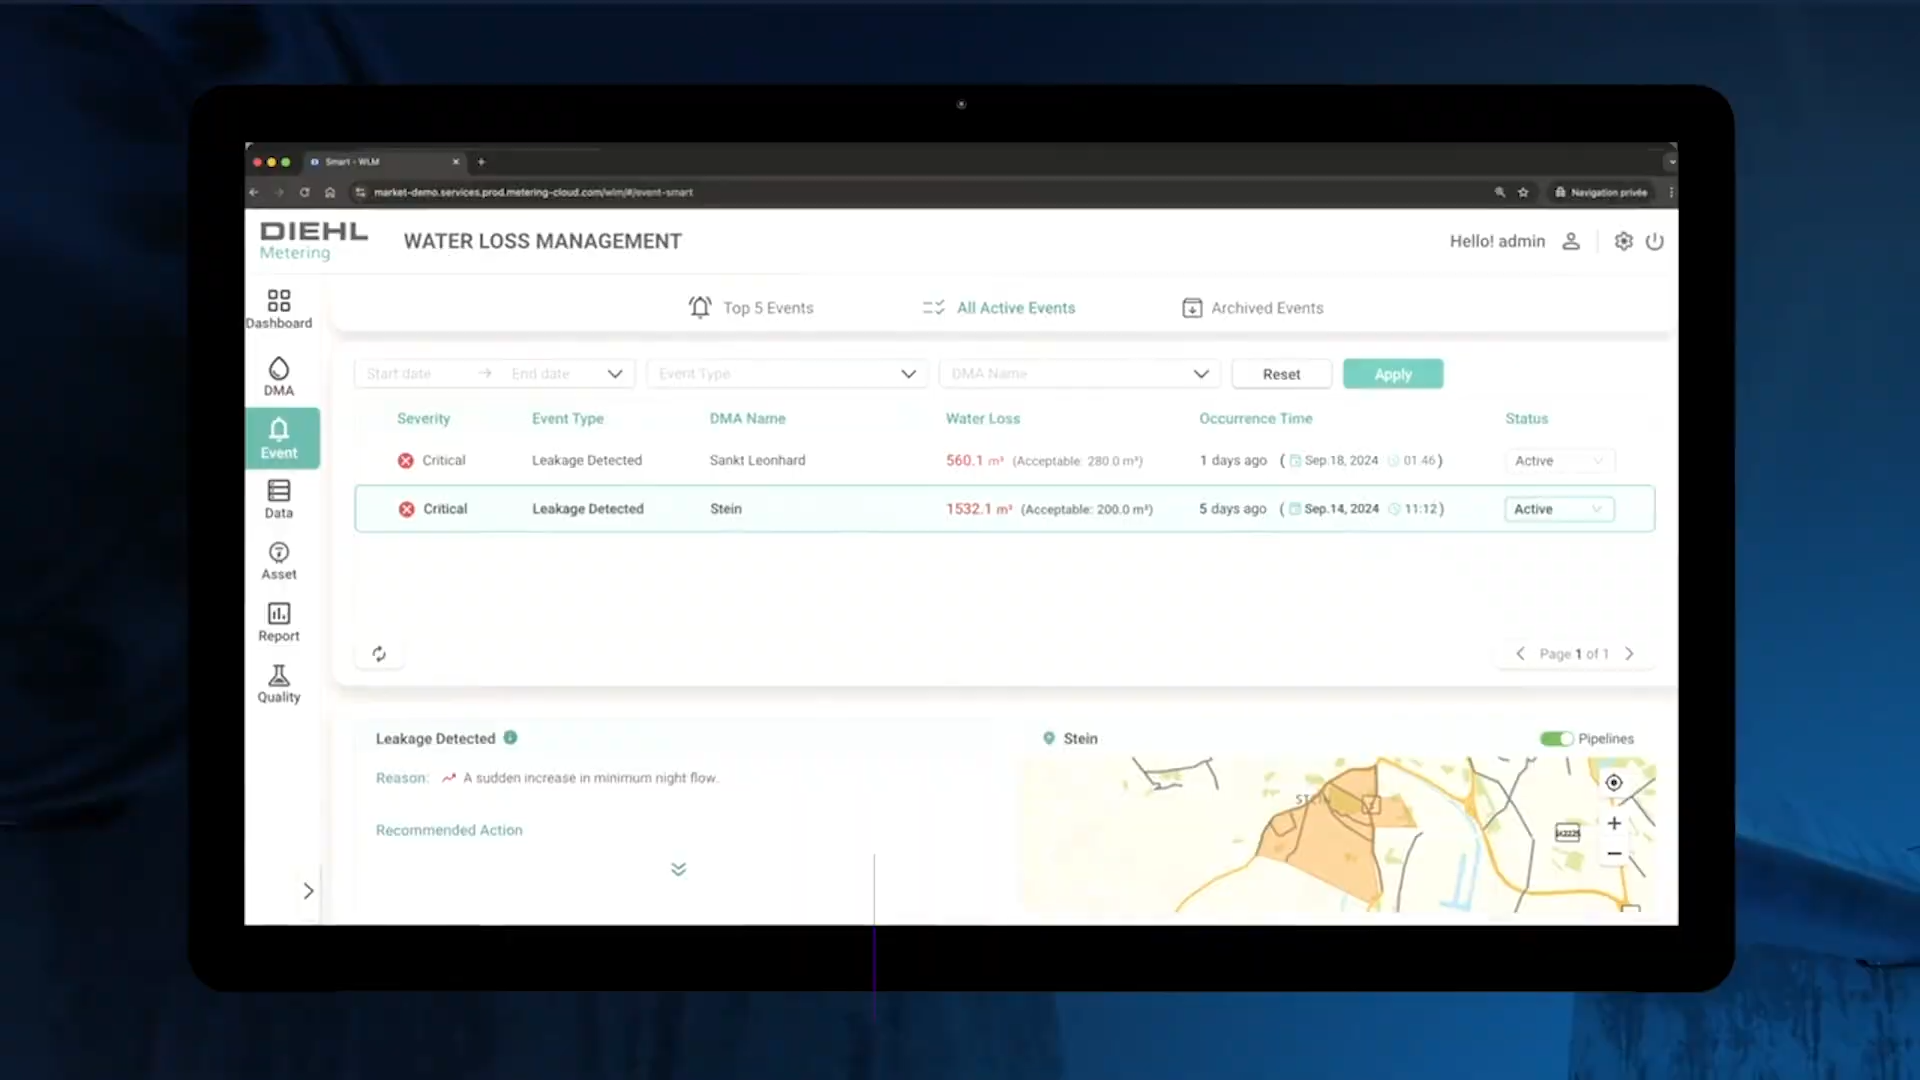 Smart - WLM
market-demo.services.prod.metering-cloud.com/wlm/#/event-smart
Navigation privée
DIEHL
Metering
WATER LOSS MANAGEMENT
Hello! admin
Dashboard
DMA
Event
Data
Asset
Report
Quality
Top 5 Events
All Active Events
Archived Events
Start date
End date
Event Type
DMA Name
Reset
Apply
Severity Event Type DMA Name Water Loss Occurrence Time Status
Critical Leakage Detected Sankt Leonhard 560.1 m³ (Acceptable: 280.0 m³) 1 days ago ( Sep.18, 2024 01:46 ) Active
Critical Leakage Detected Stein 1532.1 m³ (Acceptable: 200.0 m³) 5 days ago ( Sep.14, 2024 11:12 ) Active
Page 1 of 1
Leakage Detected
Reason: A sudden increase in minimum night flow.
Recommended Action
Stein
Pipelines